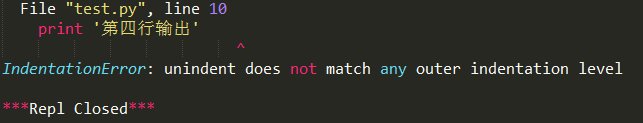 File "test.py", line 10
print '第四行输出'
^
IndentationError: unindent does not match any outer indentation level
***Repl Closed***